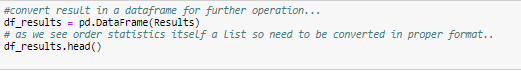 #convert result in a dataframe for further operation...
df_results = pd.DataFrame(Results)
# as we see order statistics itself a List so need to be converted in proper format..
df_results.head()